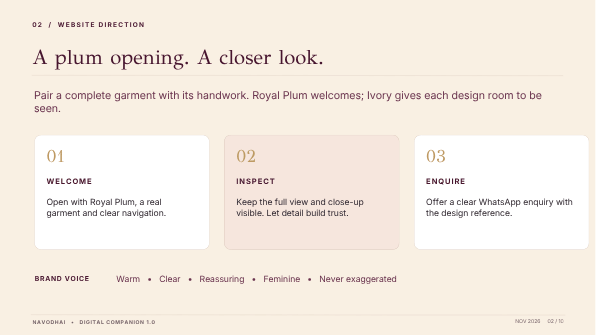 02 / WEBSITE DIRECTION
A plum opening. A closer look.
Pair a complete garment with its handwork. Royal Plum welcomes; Ivory gives each design room to be
seen.
01
WELCOME
Open with Royal Plum, a real
garment and clear navigation.
02
INSPECT
Keep the full view and close-up
visible. Let detail build trust.
03
ENQUIRE
Offer a clear WhatsApp enquiry with
the design reference.
BRAND VOICE Warm • Clear • Reassuring • Feminine • Never exaggerated
NAVODHAI • DIGITAL COMPANION 1.0 NOV 2026 02 / 10